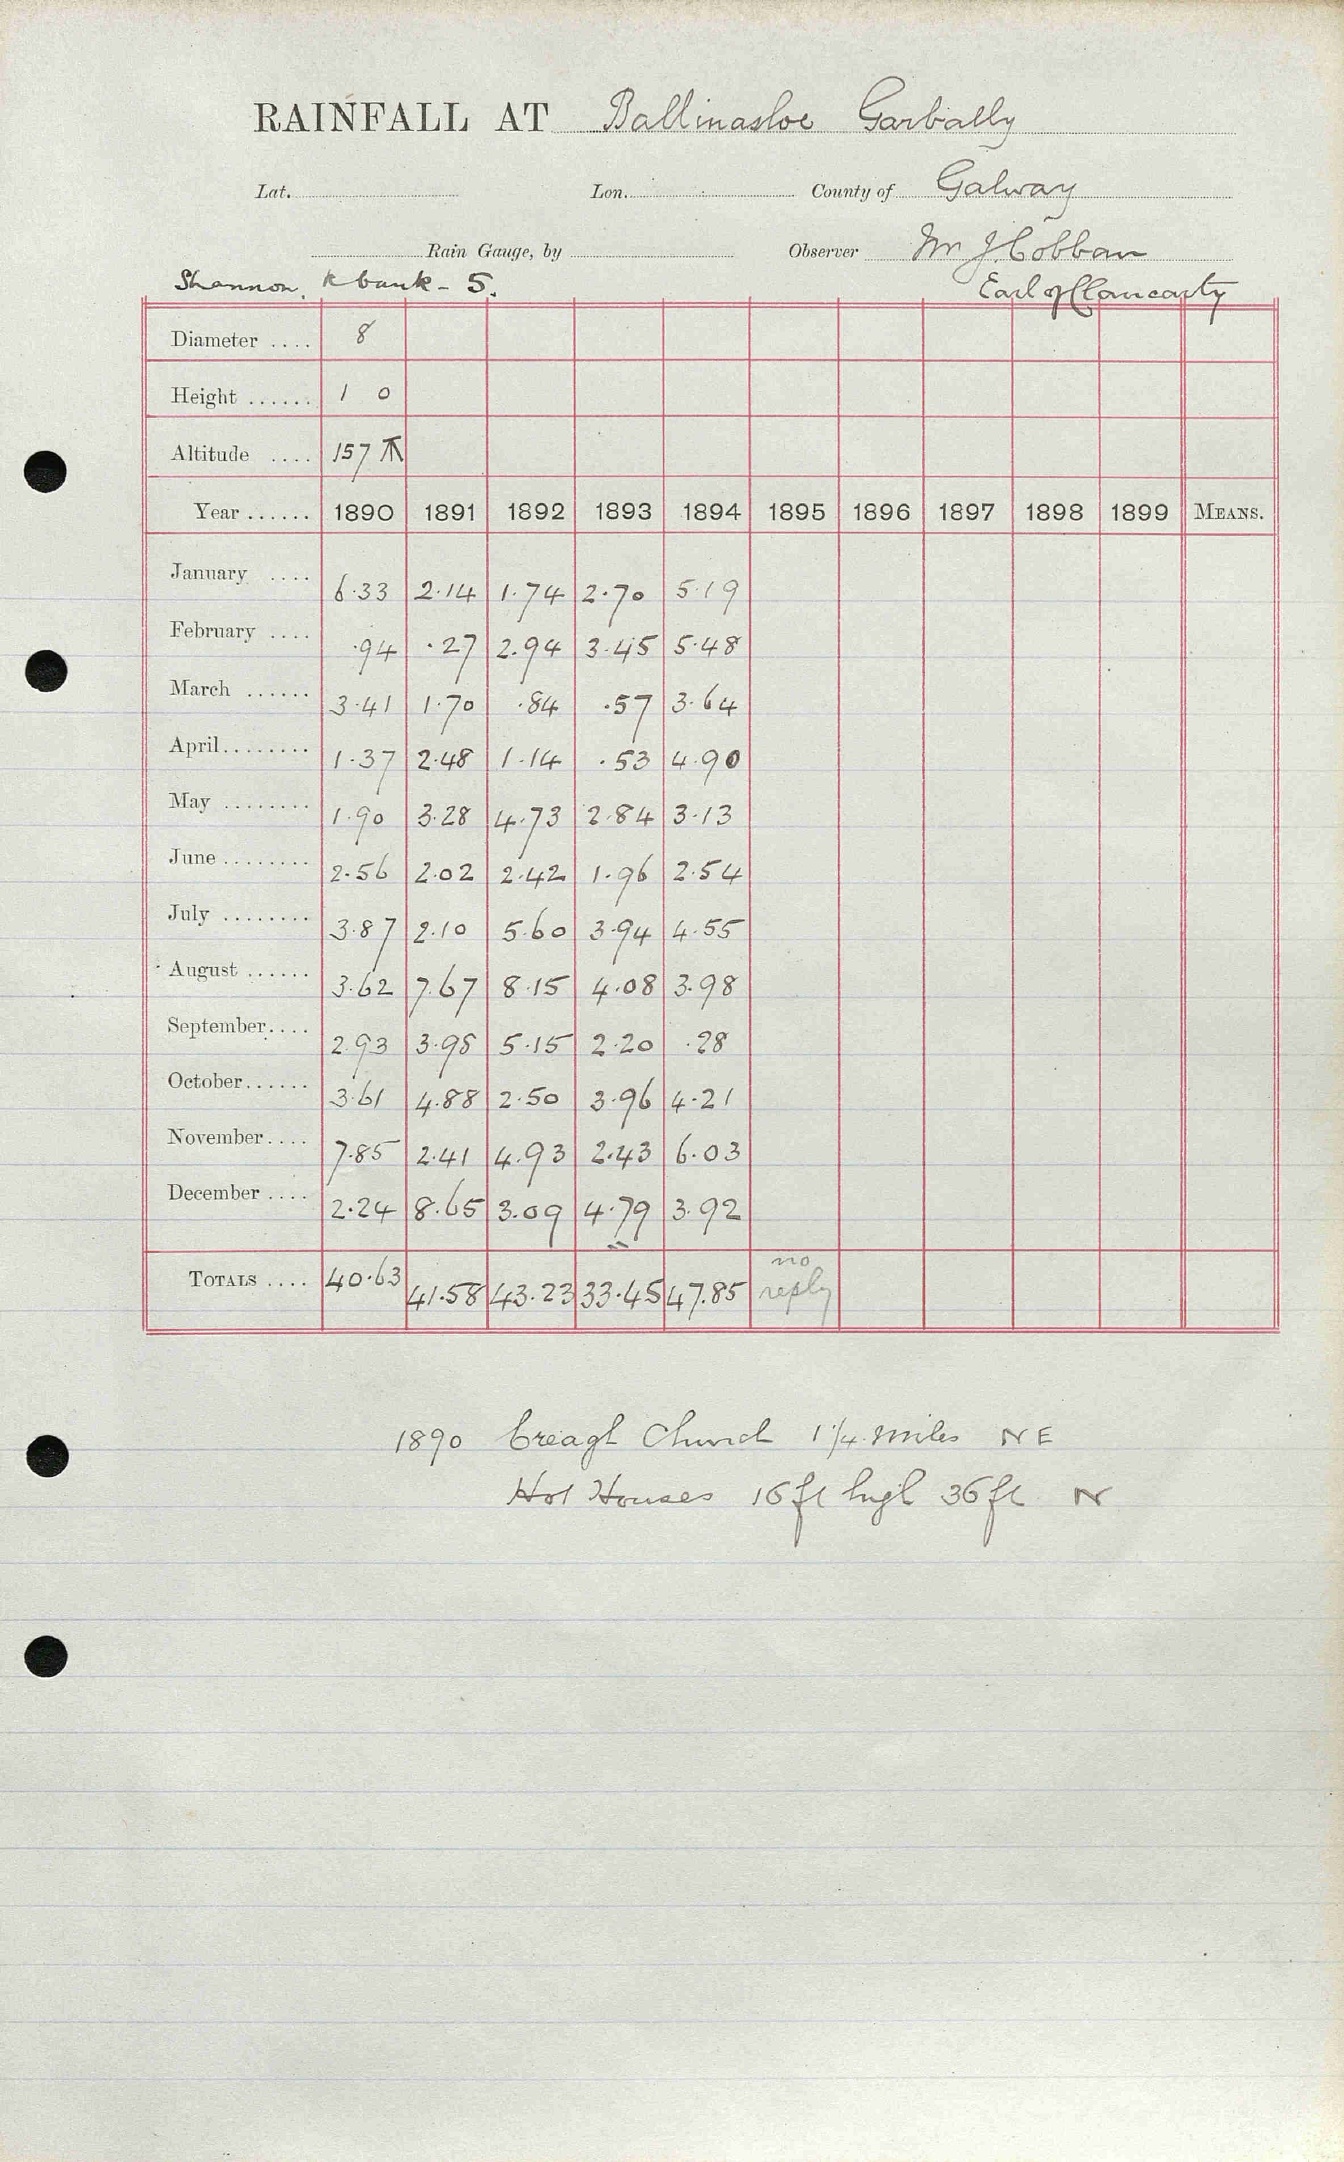 RAINFALL AT Ballinasloe Garbally
Lat. Lon. County of Galway
Rain Gauge, by Observer Mr J. Cobban
Shannon, R bank - 5. Earl of Clancarty
Diameter .... 8
Height ...... 1 0
Altitude .... 157
Year ...... 1890 1891 1892 1893 1894 1895 1896 1897 1898 1899 MEANS.
January .... 6.33 2.14 1.74 2.70 5.19
February .... .94 .27 2.94 3.45 5.48
March ...... 3.41 1.70 .84 .57 3.64
April ........ 1.37 2.48 1.14 .53 4.90
May ........ 1.90 3.28 4.73 2.84 3.13
June ........ 2.56 2.02 2.42 1.96 2.54
July ........ 3.87 2.10 5.60 3.94 4.55
August ...... 3.62 7.67 8.15 4.08 3.98
September.... 2.93 3.98 5.15 2.20 .28
October...... 3.61 4.88 2.50 3.96 4.21
November.... 7.85 2.41 4.93 2.43 6.03
December .... 2.24 8.65 3.09 4.79 3.92
TOTALS .... 40.63 41.58 43.23 33.45 47.85 no reply
1890 Creagh Church 1 1/4 miles NE
Hot Houses 16 ft high 36 ft N